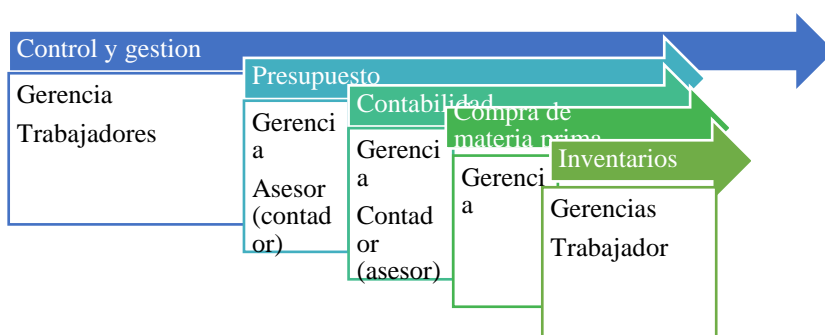 Control y gestion
Gerencia
Trabajadores
Presupuesto
Gerenci
a
Asesor
(contad
or)
Contabilidad
Gerenci
a
Contad
or
(asesor)
Compra de
materia prima
Gerenci
a
Inventarios
Gerencias
Trabajador